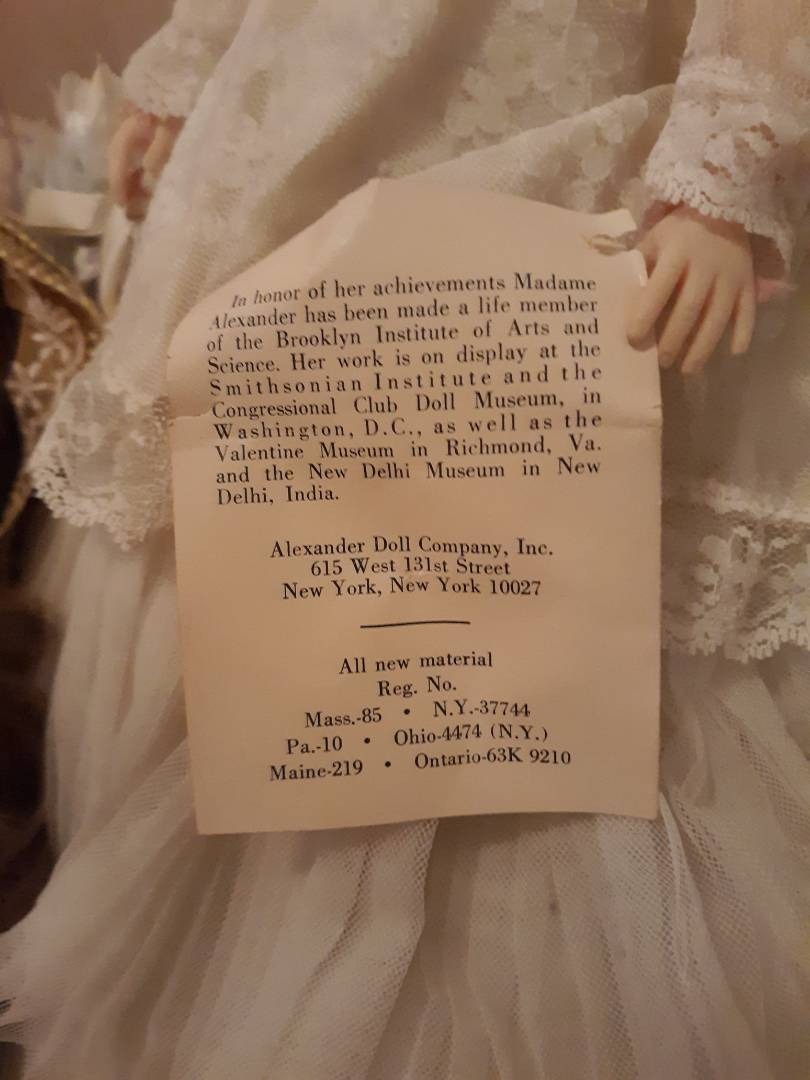 In honor of her achievements Madame
Alexander has been made a life member
of the Brooklyn Institute of Arts and
Science. Her work is on display at the
Smithsonian Institute and the
Congressional Club Doll Museum, in
Washington, D.C., as well as the
Valentine Museum in Richmond, Va.
and the New Delhi Museum in New
Delhi, India.
Alexander Doll Company, Inc.
615 West 131st Street
New York, New York 10027
All new material
Reg. No.
Mass.-85 • N.Y.-37744
Pa.-10 • Ohio-4474 (N.Y.)
Maine-219 • Ontario-63K 9210